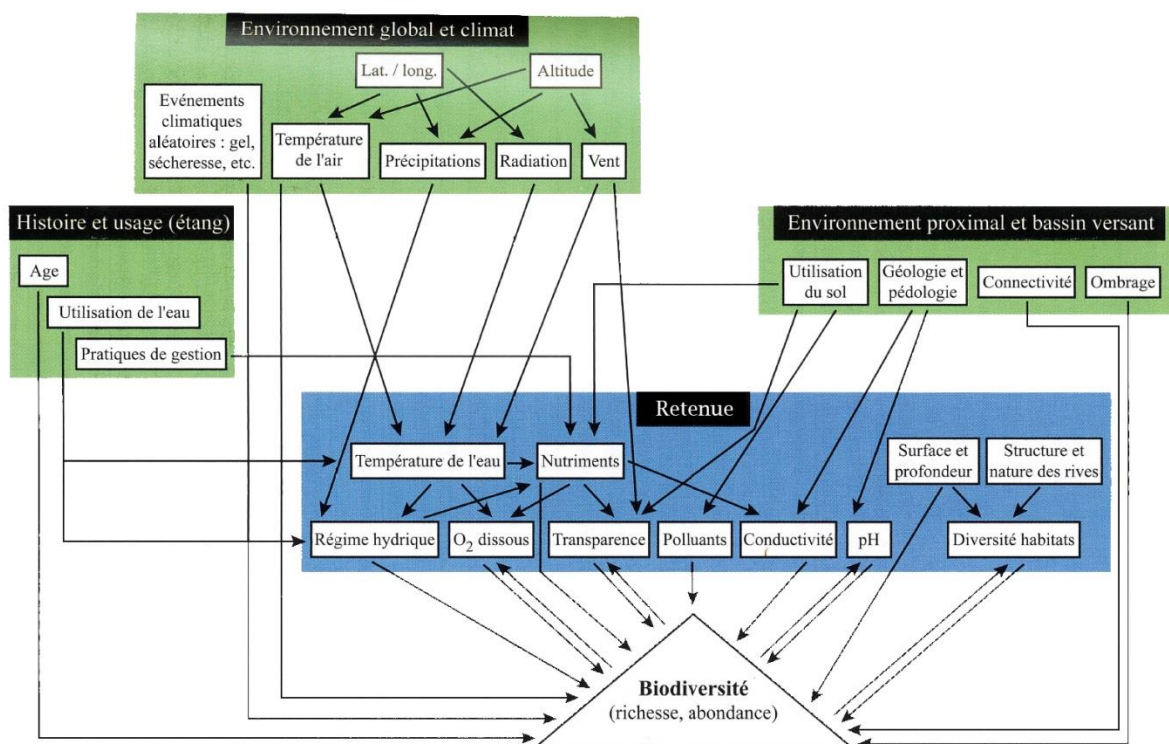 Environnement global et climat
Lat. / long.
Altitude
Evénements
climatiques
aléatoires : gel,
sécheresse, etc.
Température
de l'air
Précipitations
Radiation
Vent
Histoire et usage (étang)
Age
Utilisation de l'eau
Pratiques de gestion
Environnement proximal et bassin versant
Utilisation
du sol
Géologie et
pédologie
Connectivité
Ombrage
Retenue
Température de l'eau
Nutriments
Surface et
profondeur
Structure et
nature des rives
Régime hydrique
O2 dissous
Transparence
Polluants
Conductivité
pH
Diversité habitats
Biodiversité
(richesse, abondance)